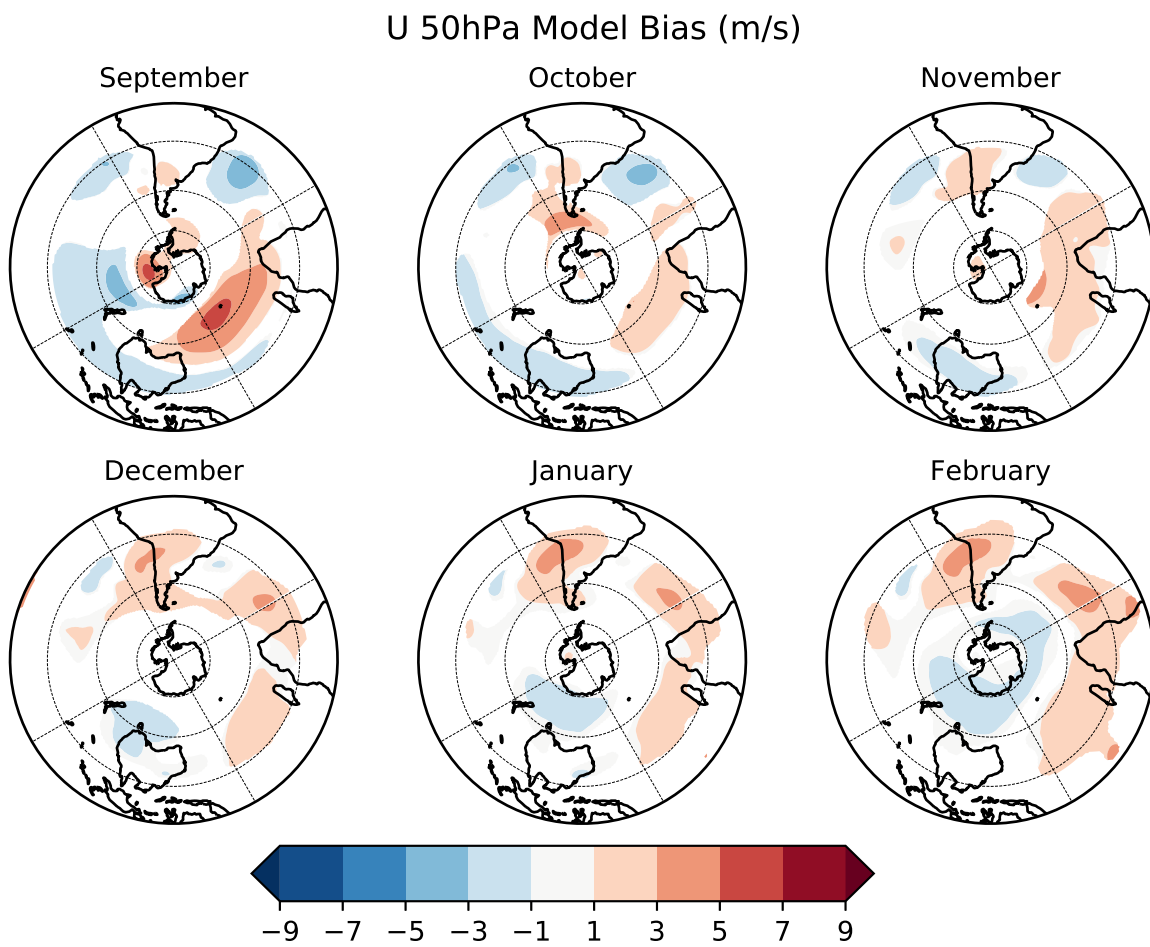 U 50hPa Model Bias (m/s)
September
October
November
December
January
February
−9 −7 −5 −3 −1 1 3 5 7 9